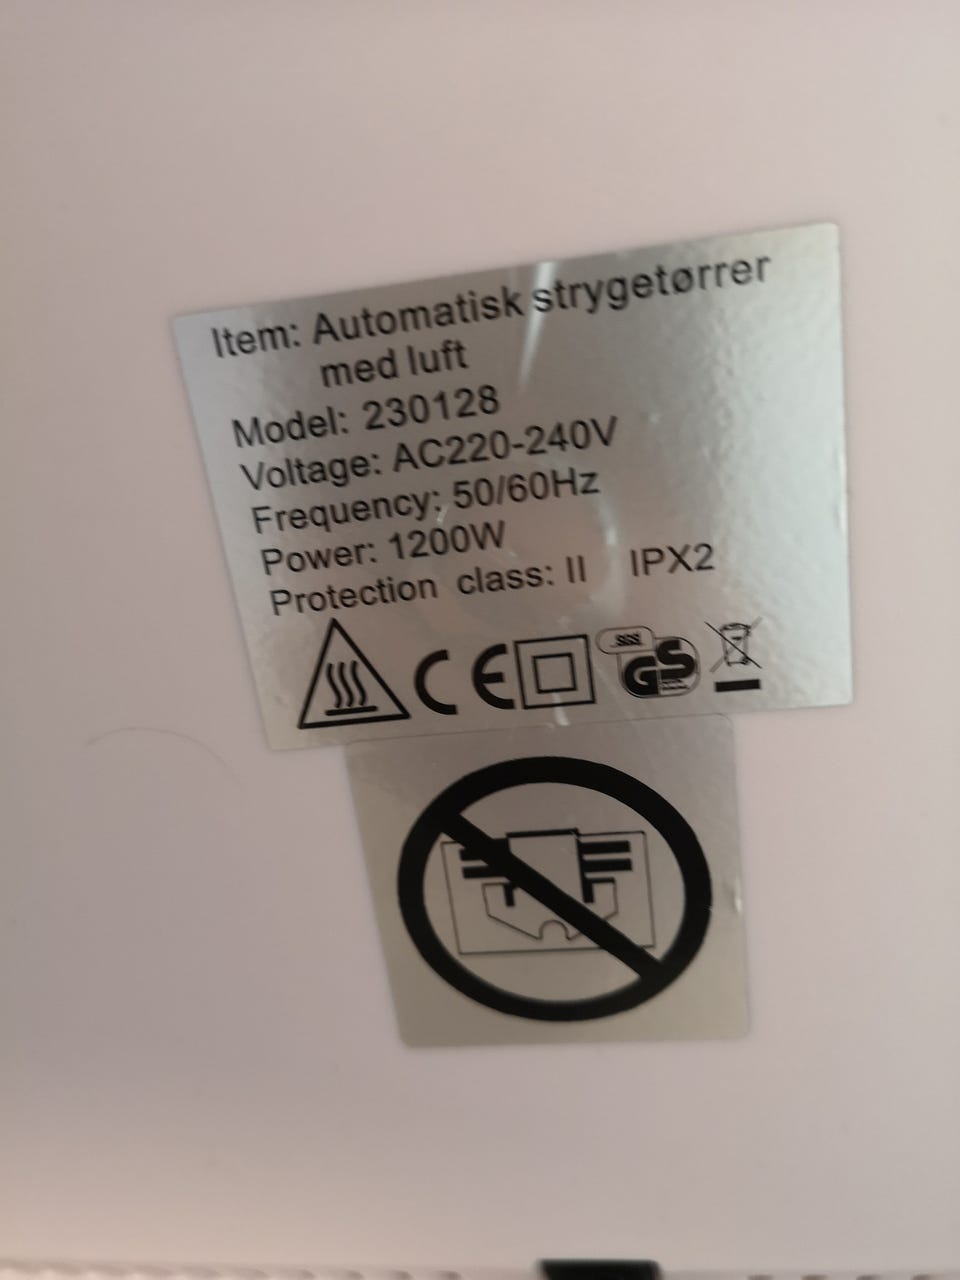 Item: Automatisk strygetørrer
med luft
Model: 230128
Voltage: AC220-240V
Frequency: 50/60Hz
Power: 1200W
Protection class: II IPX2
CE
SGS
GS